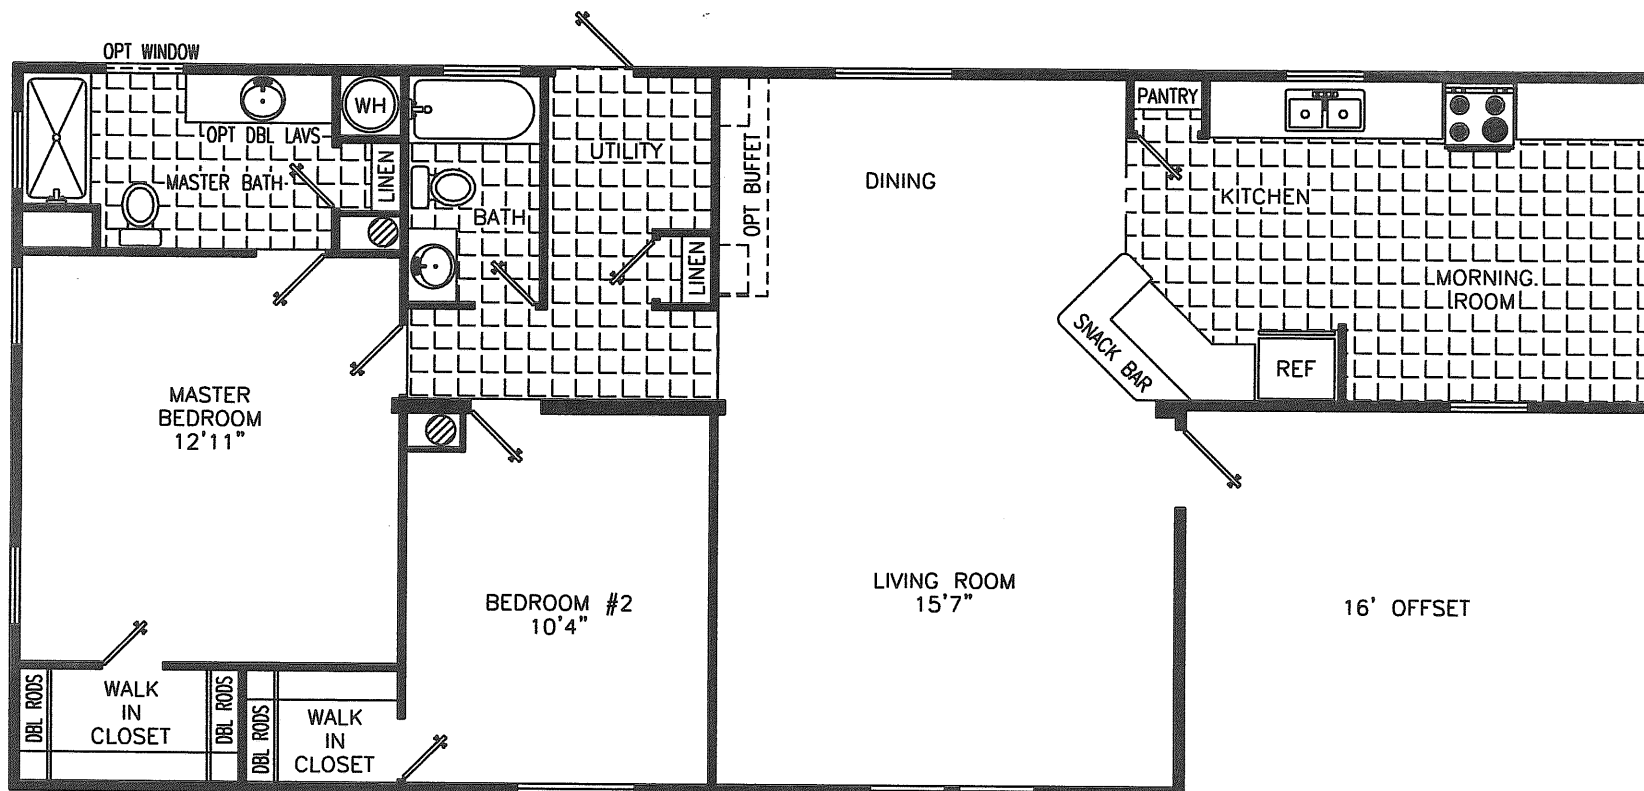 OPT WINDOW
WH
OPT DBL LAVS
MASTER BATH
LINEN
BATH
UTILITY
LINEN
OPT BUFFET
DINING
PANTRY
KITCHEN
MORNING
ROOM
SNACK BAR
REF
MASTER
BEDROOM
12'11"
BEDROOM #2
10'4"
LIVING ROOM
15'7"
16' OFFSET
DBL RODS
WALK
IN
CLOSET
DBL RODS
DBL RODS
WALK
IN
CLOSET